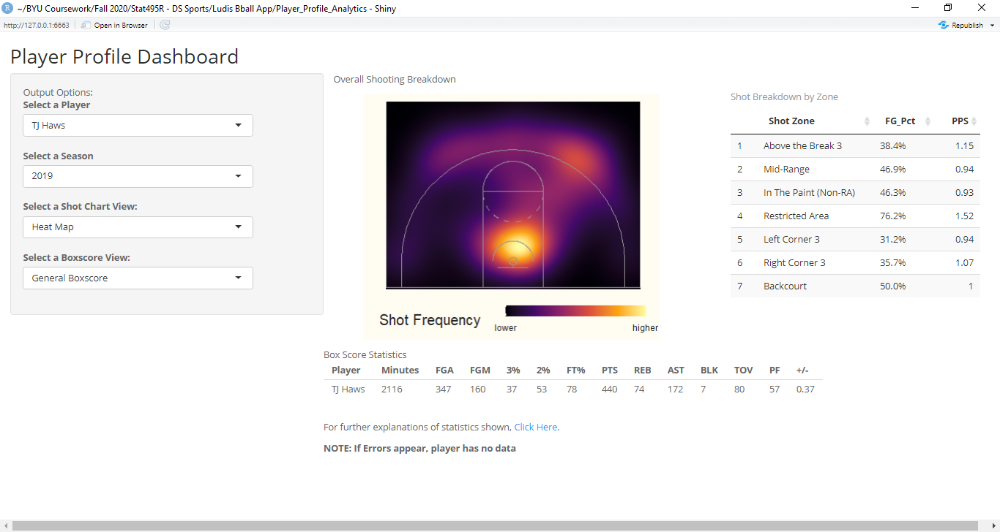 R ~/BYU Coursework/Fall 2020/Stat495R - DS Sports/Ludis Bball App/Player_Profile_Analytics - Shiny
http://127.0.0.1:6663 Open in Browser Republish
Player Profile Dashboard
Output Options:
Select a Player
TJ Haws
Select a Season
2019
Select a Shot Chart View:
Heat Map
Select a Boxscore View:
General Boxscore
Overall Shooting Breakdown
Shot Frequency
lower higher
Shot Breakdown by Zone
Shot Zone FG_Pct PPS
1 Above the Break 3 38.4% 1.15
2 Mid-Range 46.9% 0.94
3 In The Paint (Non-RA) 46.3% 0.93
4 Restricted Area 76.2% 1.52
5 Left Corner 3 31.2% 0.94
6 Right Corner 3 35.7% 1.07
7 Backcourt 50.0% 1
Box Score Statistics
Player Minutes FGA FGM 3% 2% FT% PTS REB AST BLK TOV PF +/-
TJ Haws 2116 347 160 37 53 78 440 74 172 7 80 57 0.37
For further explanations of statistics shown, Click Here.
NOTE: If Errors appear, player has no data